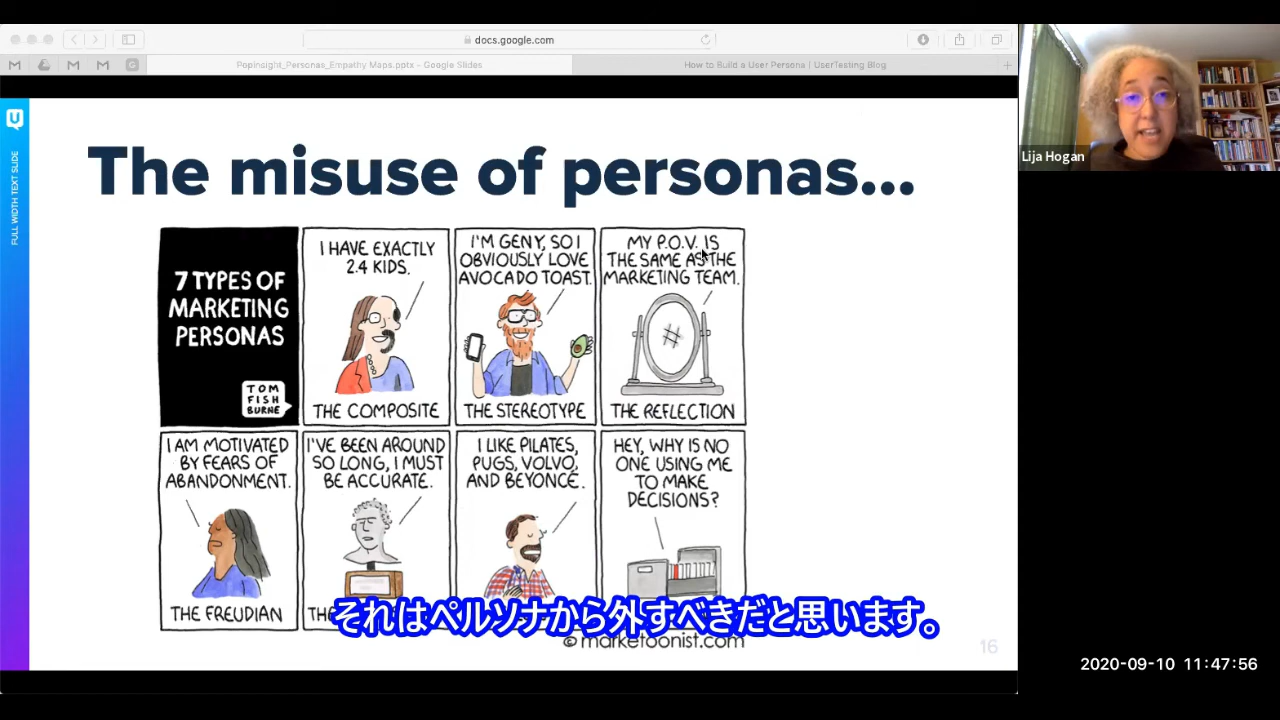 docs.google.com
PopInsight_Personas_Empathy Maps.pptx – Google Slides
How to Build a User Persona | UserTesting Blog
FULL WIDTH TEXT SLIDE
Lija Hogan
The misuse of personas...
7 TYPES OF
MARKETING
PERSONAS
TOM
FISH
BURNE
I HAVE EXACTLY
2.4 KIDS.
THE COMPOSITE
I'M GENY, SO I
OBVIOUSLY LOVE
AVOCADO TOAST.
THE STEREOTYPE
MY P.O.V. IS
THE SAME AS THE
MARKETING TEAM.
THE REFLECTION
I AM MOTIVATED
BY FEARS OF
ABANDONMENT.
THE FREUDIAN
I'VE BEEN AROUND
SO LONG, I MUST
BE ACCURATE.
THE
I LIKE PILATES,
PUGS, VOLVO,
AND BEYONCÉ.
HEY, WHY IS NO
ONE USING ME
TO MAKE
DECISIONS?
それはペルソナから外すべきだと思います。
© marketoonist.com
16
2020-09-10 11:47:56